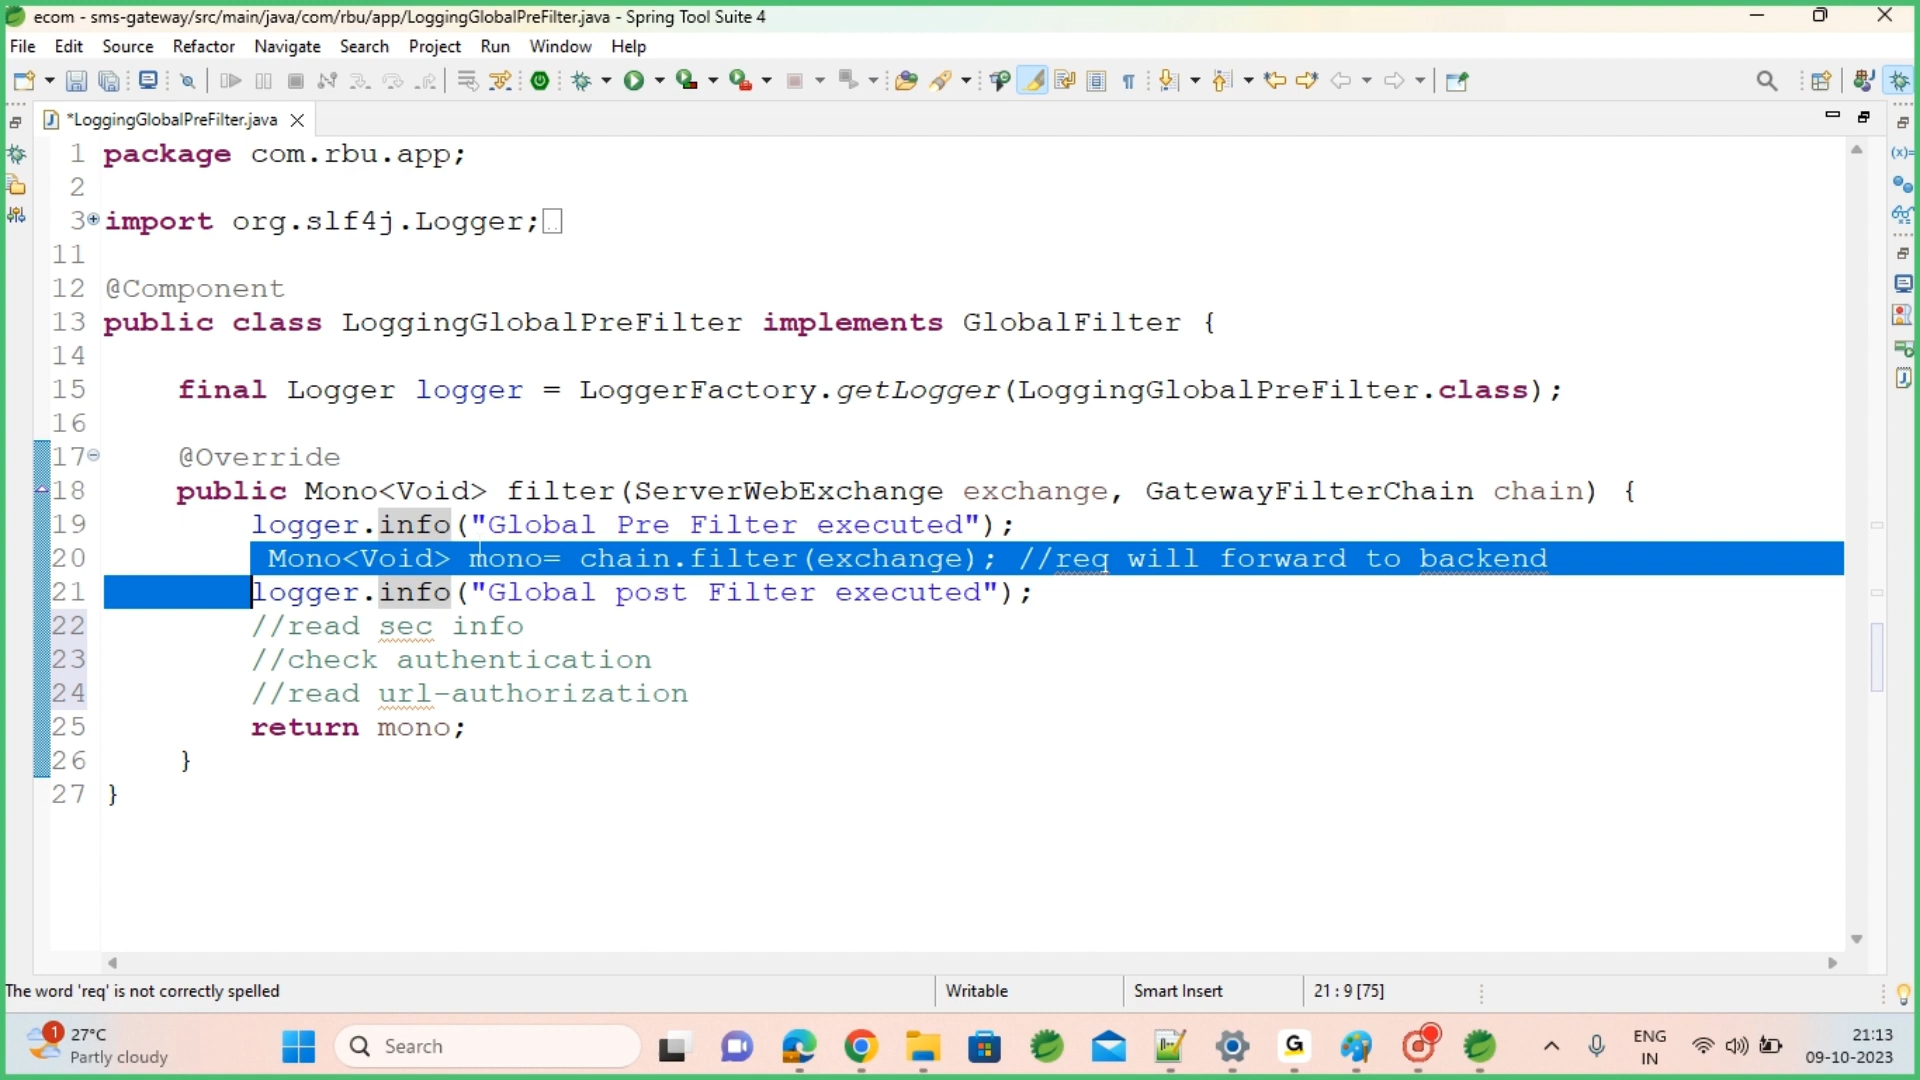 ecom - sms-gateway/src/main/java/com/rbu/app/LoggingGlobalPreFilter.java - Spring Tool Suite 4
File Edit Source Refactor Navigate Search Project Run Window Help
*LoggingGlobalPreFilter.java
1 package com.rbu.app;
2
3 import org.slf4j.Logger;
11
12 @Component
13 public class LoggingGlobalPreFilter implements GlobalFilter {
14
15 final Logger logger = LoggerFactory.getLogger(LoggingGlobalPreFilter.class);
16
17 @Override
18 public Mono<Void> filter(ServerWebExchange exchange, GatewayFilterChain chain) {
19 logger.info("Global Pre Filter executed");
20 Mono<Void> mono= chain.filter(exchange); //req will forward to backend
21 logger.info("Global post Filter executed");
22 //read sec info
23 //check authentication
24 //read url-authorization
25 return mono;
26 }
27 }
The word 'req' is not correctly spelled
Writable
Smart Insert
21 : 9 [75]
1
27°C
Partly cloudy
Search
ENG
IN
21:13
09-10-2023